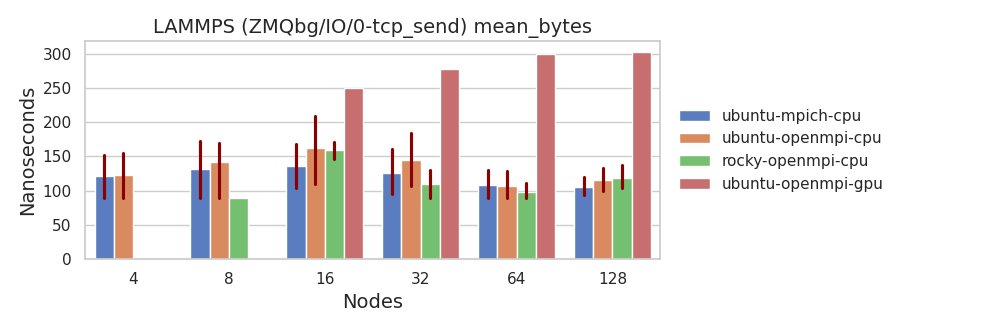 LAMMPS (ZMQbg/IO/0-tcp_send) mean_bytes
Nanoseconds
300
250
200
150
100
50
0
4 8 16 32 64 128
Nodes
ubuntu-mpich-cpu
ubuntu-openmpi-cpu
rocky-openmpi-cpu
ubuntu-openmpi-gpu